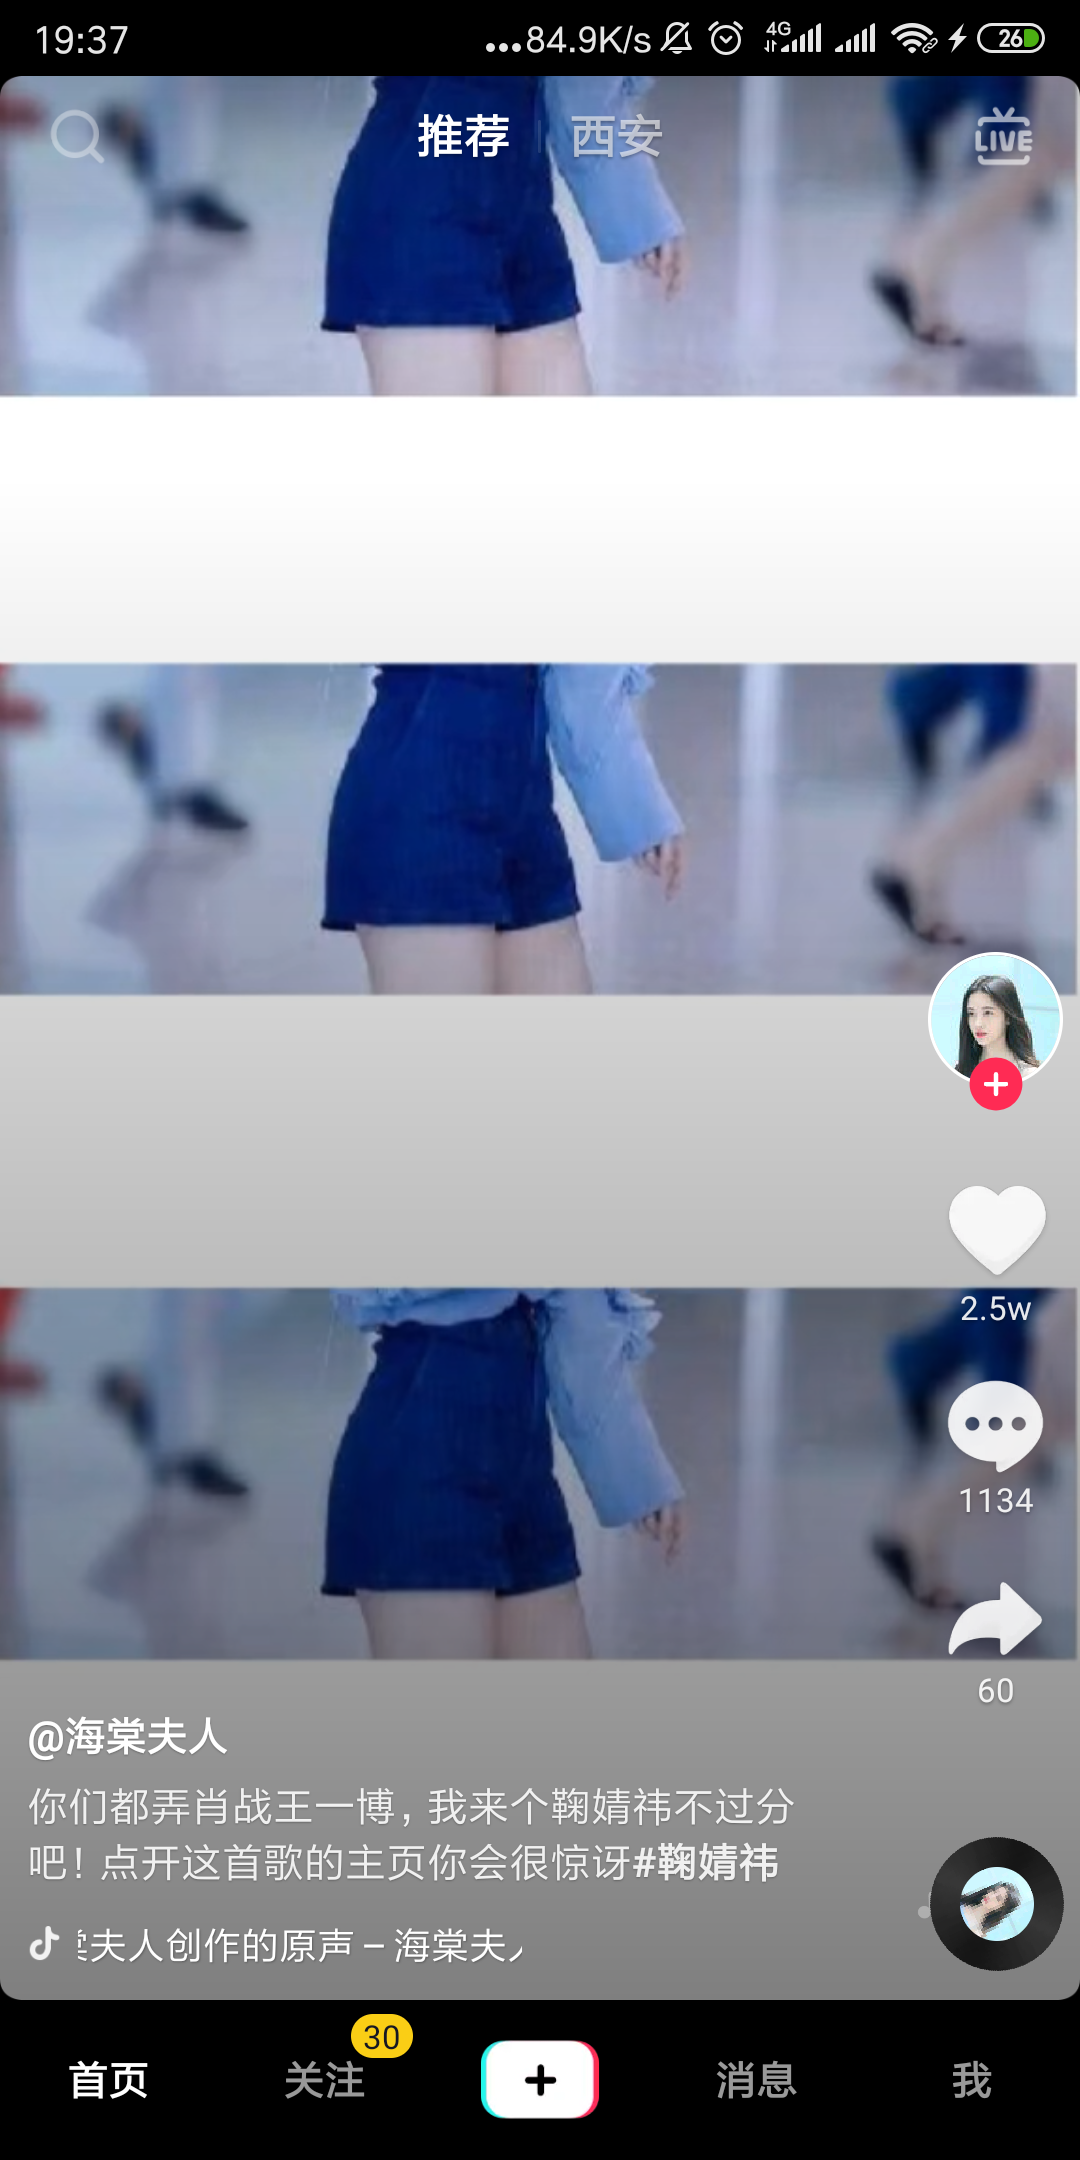 19:37
...84.9K/s
4G
26
推荐
西安
LIVE
2.5w
1134
60
@海棠夫人
你们都弄肖战王一博，我来个鞠婧祎不过分
吧！点开这首歌的主页你会很惊讶#鞠婧祎
夫人创作的原声 – 海棠夫
首页
关注
30
消息
我